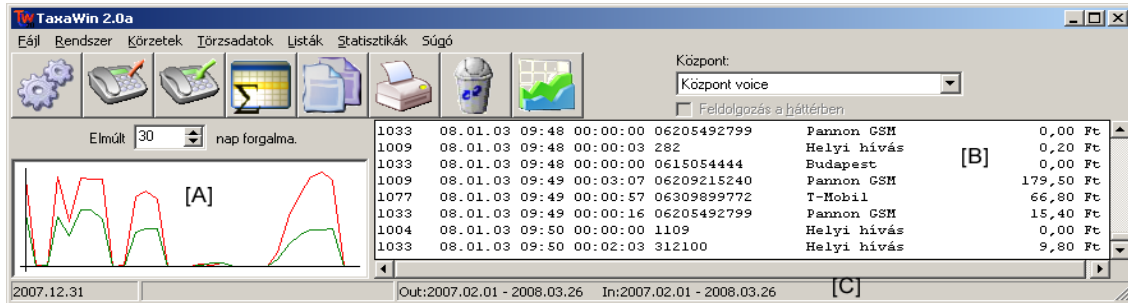 TaxaWin 2.0a
Fájl Rendszer Körzetek Törzsadatok Listák Statisztikák Súgó
Központ:
Központ voice
Feldolgozás a háttérben
Elmúlt 30 nap forgalma.
1033 08.01.03 09:48 00:00:00 06205492799 Pannon GSM 0,00 Ft
1009 08.01.03 09:48 00:00:03 282 Helyi hívás 0,20 Ft
1033 08.01.03 09:48 00:00:00 0615054444 Budapest 0,00 Ft
1009 08.01.03 09:49 00:03:07 06209215240 Pannon GSM 179,50 Ft
1077 08.01.03 09:49 00:00:57 06309899772 T-Mobil 66,80 Ft
1033 08.01.03 09:49 00:00:16 06205492799 Pannon GSM 15,40 Ft
1004 08.01.03 09:50 00:00:00 1109 Helyi hívás 0,00 Ft
1033 08.01.03 09:50 00:02:03 312100 Helyi hívás 9,80 Ft
[A]
[B]
2007.12.31 Out:2007.02.01 - 2008.03.26 In:2007.02.01 - 2008.03.26 [C]